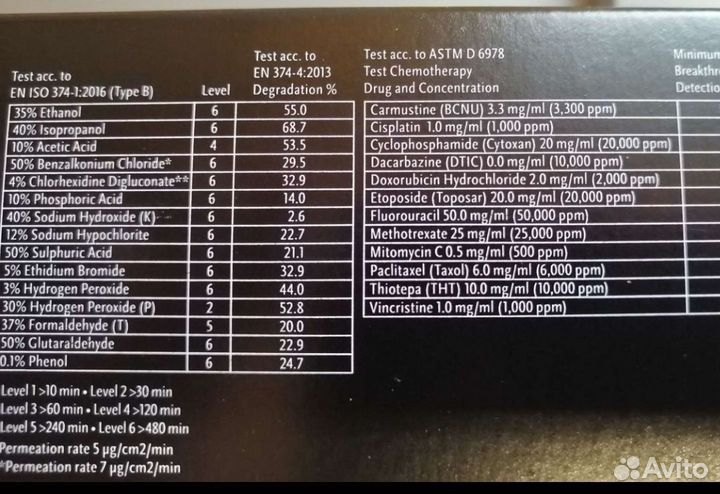 Test acc. to
EN ISO 374-1:2016 (Type B) Level
Test acc. to
EN 374-4:2013
Degradation %
35% Ethanol 6 55.0
40% Isopropanol 6 68.7
10% Acetic Acid 4 53.5
50% Benzalkonium Chloride* 6 29.5
4% Chlorhexidine Digluconate** 6 32.9
10% Phosphoric Acid 6 14.0
40% Sodium Hydroxide (K) 6 2.6
12% Sodium Hypochlorite 6 22.7
50% Sulphuric Acid 6 21.1
5% Ethidium Bromide 6 32.9
3% Hydrogen Peroxide 6 44.0
30% Hydrogen Peroxide (P) 2 52.8
37% Formaldehyde (T) 5 20.0
50% Glutaraldehyde 6 22.9
0.1% Phenol 6 24.7
Level 1 >10 min • Level 2 >30 min
Level 3 >60 min • Level 4 >120 min
Level 5 >240 min • Level 6 >480 min
Permeation rate 5 µg/cm2/min
*Permeation rate 7 µg/cm2/min
Test acc. to ASTM D 6978
Test Chemotherapy
Drug and Concentration
Minimum
Breakthr
Detectio
Carmustine (BCNU) 3.3 mg/ml (3,300 ppm)
Cisplatin 1.0 mg/ml (1,000 ppm)
Cyclophosphamide (Cytoxan) 20 mg/ml (20,000 ppm)
Dacarbazine (DTIC) 0.0 mg/ml (10,000 ppm)
Doxorubicin Hydrochloride 2.0 mg/ml (2,000 ppm)
Etoposide (Toposar) 20.0 mg/ml (20,000 ppm)
Fluorouracil 50.0 mg/ml (50,000 ppm)
Methotrexate 25 mg/ml (25,000 ppm)
Mitomycin C 0.5 mg/ml (500 ppm)
Paclitaxel (Taxol) 6.0 mg/ml (6,000 ppm)
Thiotepa (THT) 10.0 mg/ml (10,000 ppm)
Vincristine 1.0 mg/ml (1,000 ppm)
Avito